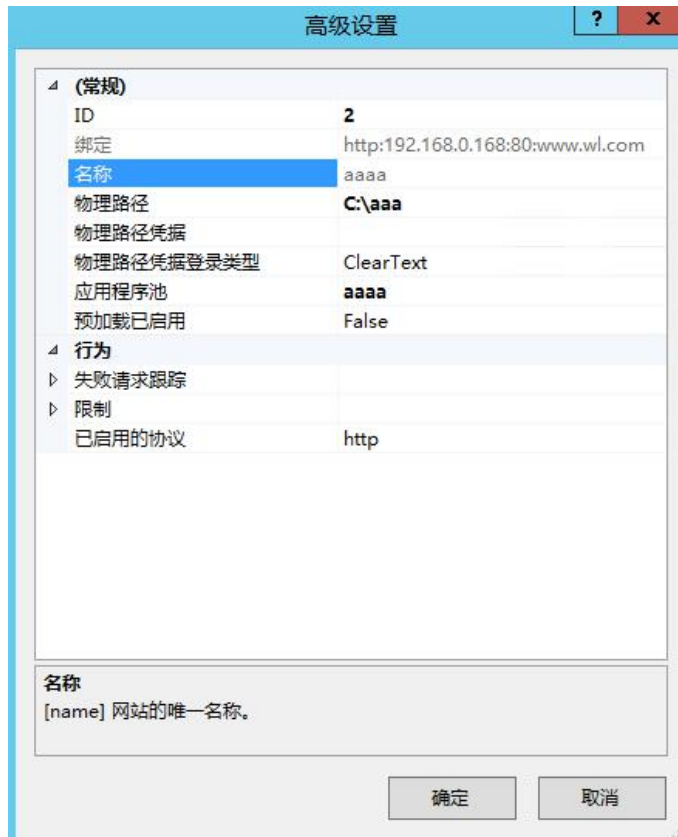 高级设置
? x
(常规)
ID 2
绑定 http:192.168.0.168:80:www.wl.com
名称 aaaa
物理路径 C:\aaa
物理路径凭据
物理路径凭据登录类型 ClearText
应用程序池 aaaa
预加载已启用 False
行为
失败请求跟踪
限制
已启用的协议 http
名称
[name] 网站的唯一名称。
确定 取消